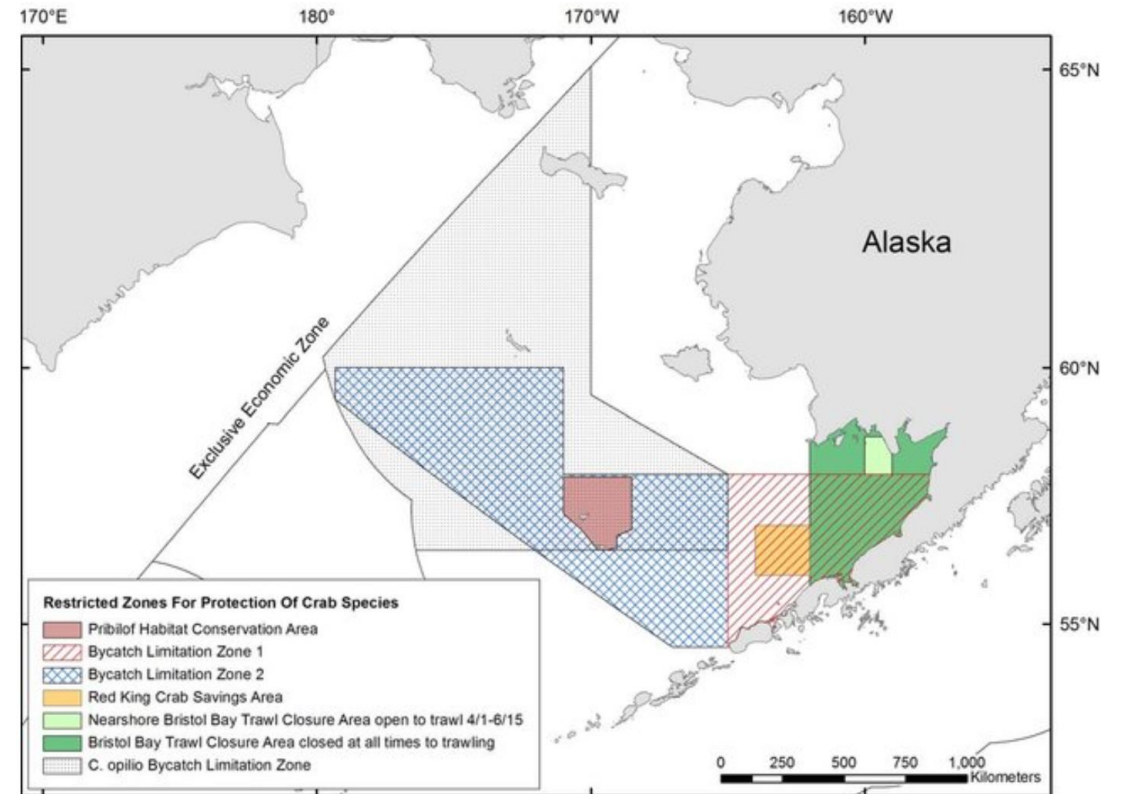 170°E 180° 170°W 160°W
65°N
Alaska
60°N
Exclusive Economic Zone
55°N
Restricted Zones For Protection Of Crab Species
Pribilof Habitat Conservation Area
Bycatch Limitation Zone 1
Bycatch Limitation Zone 2
Red King Crab Savings Area
Nearshore Bristol Bay Trawl Closure Area open to trawl 4/1-6/15
Bristol Bay Trawl Closure Area closed at all times to trawling
C. opilio Bycatch Limitation Zone
0 250 500 750 1,000
Kilometers